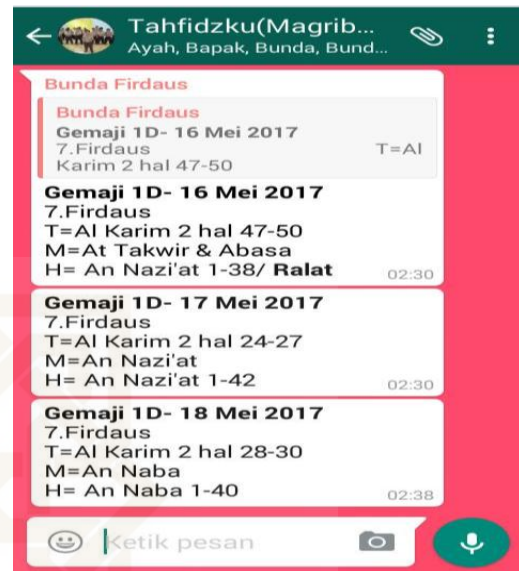 Tahfidzku(Magrib...
Ayah, Bapak, Bunda, Bund...
Bunda Firdaus
Bunda Firdaus
Gemaji 1D- 16 Mei 2017
7.Firdaus T=Al
Karim 2 hal 47-50
Gemaji 1D- 16 Mei 2017
7.Firdaus
T=Al Karim 2 hal 47-50
M=At Takwir & Abasa
H= An Nazi'at 1-38/ Ralat 02:30
Gemaji 1D- 17 Mei 2017
7.Firdaus
T=Al Karim 2 hal 24-27
M=An Nazi'at
H= An Nazi'at 1-42 02:30
Gemaji 1D- 18 Mei 2017
7.Firdaus
T=Al Karim 2 hal 28-30
M=An Naba
H= An Naba 1-40 02:38
Ketik pesan